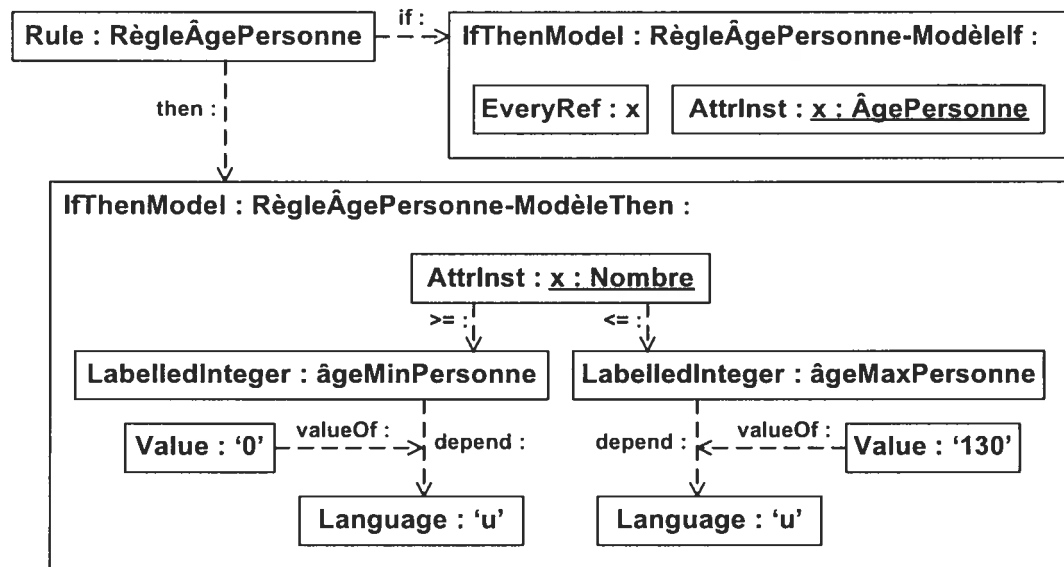 Rule : RègleÂgePersonne
if :
IfThenModel : RègleÂgePersonne-ModèleIf :
EveryRef : x
AttrInst : x : ÂgePersonne
then :
IfThenModel : RègleÂgePersonne-ModèleThen :
AttrInst : x : Nombre
>= :
<= :
LabelledInteger : âgeMinPersonne
LabelledInteger : âgeMaxPersonne
Value : ‘0’
valueOf :
depend :
depend :
valueOf :
Value : ‘130’
Language : ‘u’
Language : ‘u’